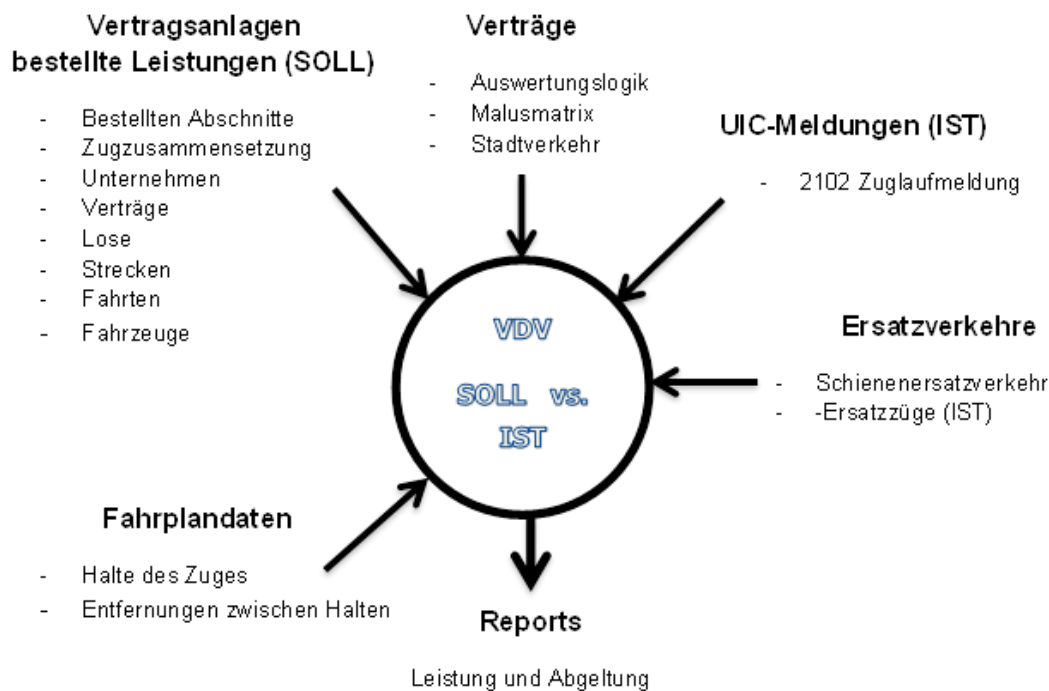 Vertragsanlagen
bestellte Leistungen (SOLL)
- Bestellten Abschnitte
- Zugzusammensetzung
- Unternehmen
- Verträge
- Lose
- Strecken
- Fahrten
- Fahrzeuge
Verträge
- Auswertungslogik
- Malusmatrix
- Stadtverkehr
UIC-Meldungen (IST)
- 2102 Zuglaufmeldung
Ersatzverkehre
- Schienenersatzverkehr
- -Ersatzzüge (IST)
VDV
SOLL vs.
IST
Fahrplandaten
- Halte des Zuges
- Entfernungen zwischen Halten
Reports
Leistung und Abgeltung